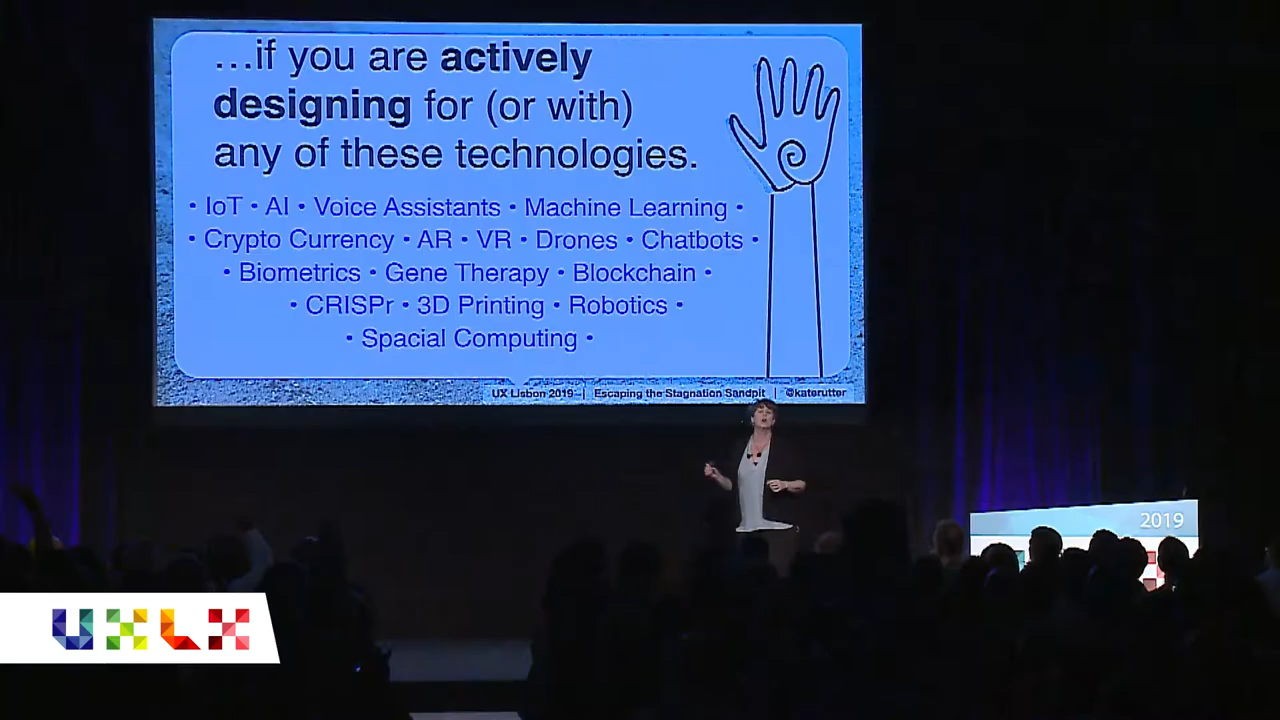 …if you are actively
designing for (or with)
any of these technologies.
• IoT • AI • Voice Assistants • Machine Learning •
• Crypto Currency • AR • VR • Drones • Chatbots •
• Biometrics • Gene Therapy • Blockchain •
• CRISPr • 3D Printing • Robotics •
• Spacial Computing •
UX Lisbon 2019 | Escaping the Stagnation Sandpit | @katerutter
2019
UXLX